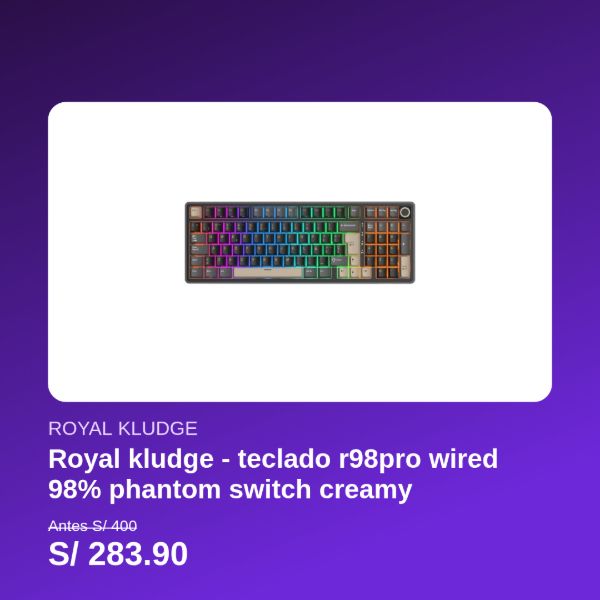 ROYAL KLUDGE
Royal kludge - teclado r98pro wired
98% phantom switch creamy
Antes S/ 400
S/ 283.90